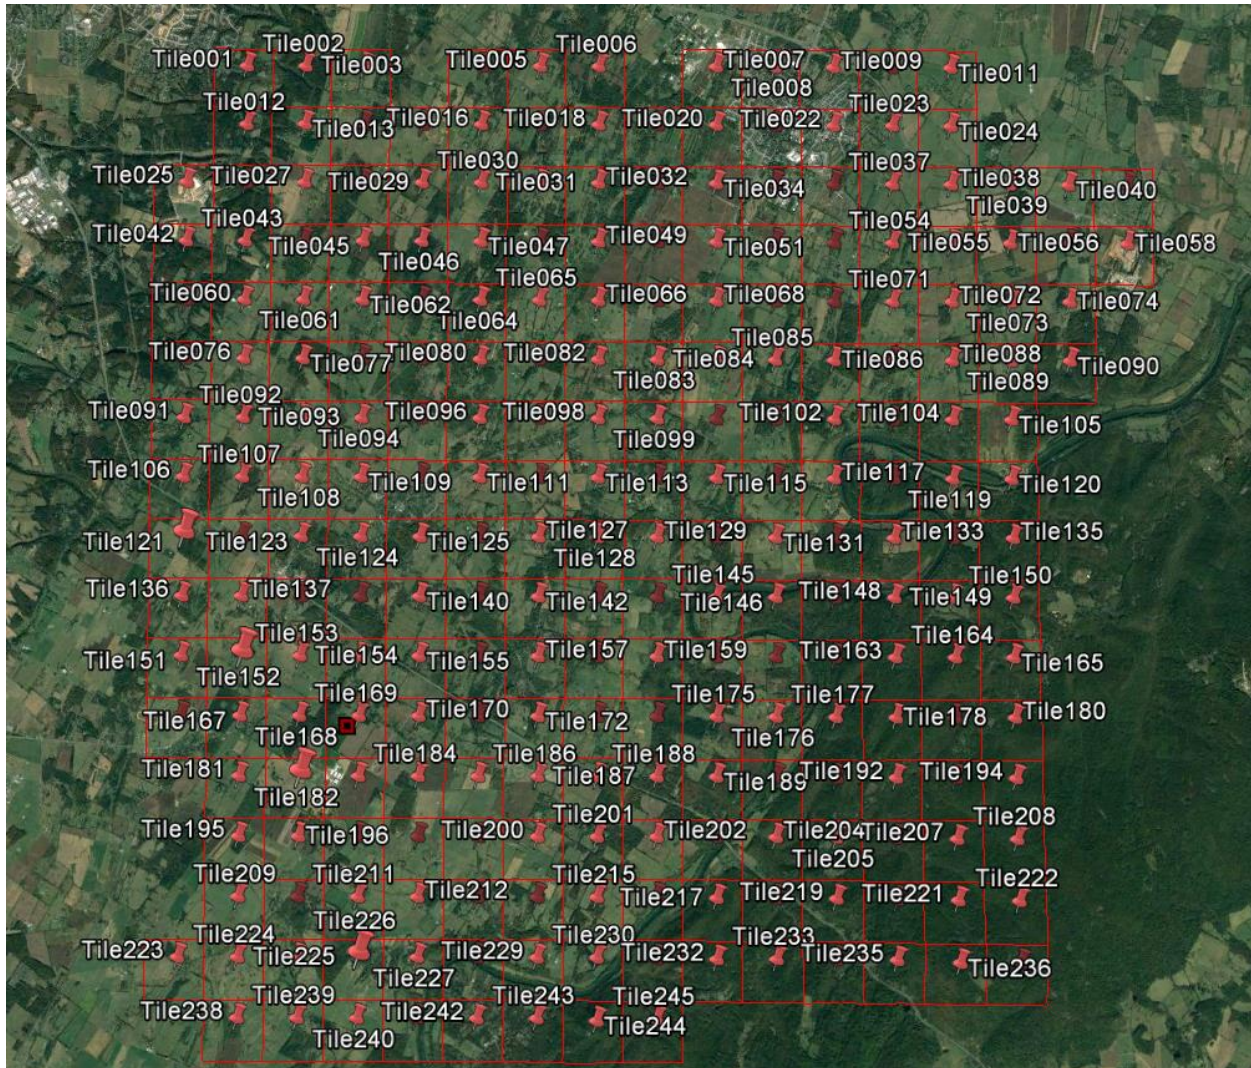 Tile001 Tile002 Tile003 Tile005 Tile006 Tile007 Tile008 Tile009 Tile011
Tile012 Tile013 Tile016 Tile018 Tile020 Tile022 Tile023 Tile024
Tile025 Tile027 Tile029 Tile030 Tile031 Tile032 Tile034 Tile037 Tile038 Tile039 Tile040
Tile042 Tile043 Tile045 Tile046 Tile047 Tile049 Tile051 Tile054 Tile055 Tile056 Tile058
Tile060 Tile061 Tile062 Tile064 Tile065 Tile066 Tile068 Tile071 Tile072 Tile073 Tile074
Tile076 Tile077 Tile080 Tile082 Tile083 Tile084 Tile085 Tile086 Tile088 Tile089 Tile090
Tile091 Tile092 Tile093 Tile094 Tile096 Tile098 Tile099 Tile102 Tile104 Tile105
Tile106 Tile107 Tile108 Tile109 Tile111 Tile113 Tile115 Tile117 Tile119 Tile120
Tile121 Tile123 Tile124 Tile125 Tile127 Tile128 Tile129 Tile131 Tile133 Tile135
Tile136 Tile137 Tile140 Tile142 Tile145 Tile146 Tile148 Tile149 Tile150
Tile151 Tile152 Tile153 Tile154 Tile155 Tile157 Tile159 Tile163 Tile164 Tile165
Tile167 Tile168 Tile169 Tile170 Tile172 Tile175 Tile176 Tile177 Tile178 Tile180
Tile181 Tile182 Tile184 Tile186 Tile187 Tile188 Tile189 Tile192 Tile194
Tile195 Tile196 Tile200 Tile201 Tile202 Tile204 Tile205 Tile207 Tile208
Tile209 Tile211 Tile212 Tile215 Tile217 Tile219 Tile221 Tile222
Tile223 Tile224 Tile225 Tile226 Tile227 Tile229 Tile230 Tile232 Tile233 Tile235 Tile236
Tile238 Tile239 Tile240 Tile242 Tile243 Tile244 Tile245